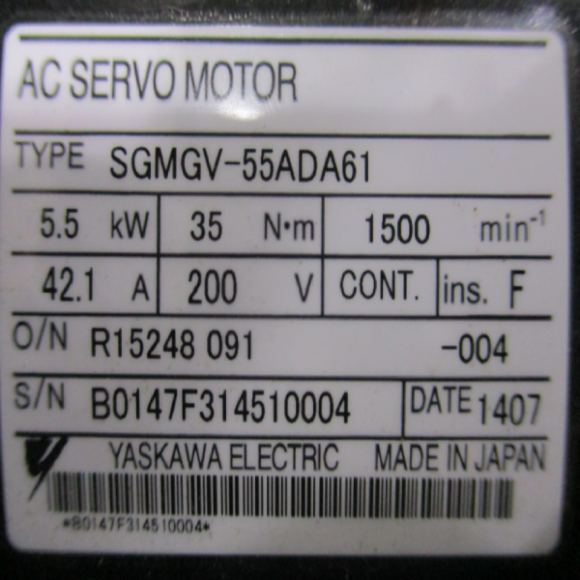 AC SERVO MOTOR
TYPE SGMGV-55ADA61
5.5 kW 35 N·m 1500 min⁻¹
42.1 A 200 V CONT. ins. F
O/N R15248 091 -004
S/N B0147F314510004 DATE 1407
YASKAWA ELECTRIC MADE IN JAPAN
*B0147F314510004*